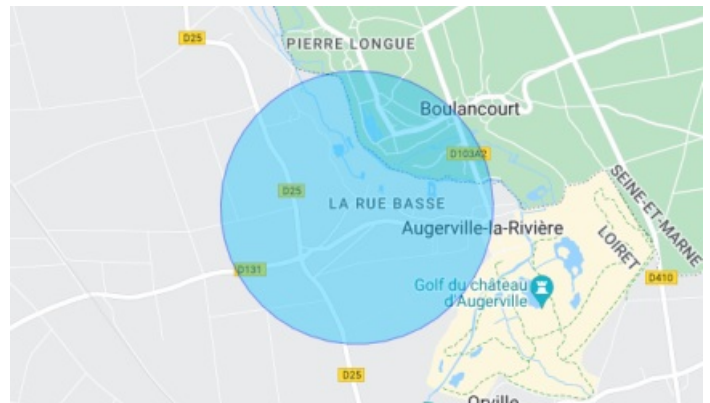 D25
PIERRE LONGUE
Boulancourt
D103A2
D25
LA RUE BASSE
SEINE-ET-MARNE
Augerville-la-Rivière
LOIRET
D131
D410
Golf du château
d'Augerville
D25
Orville